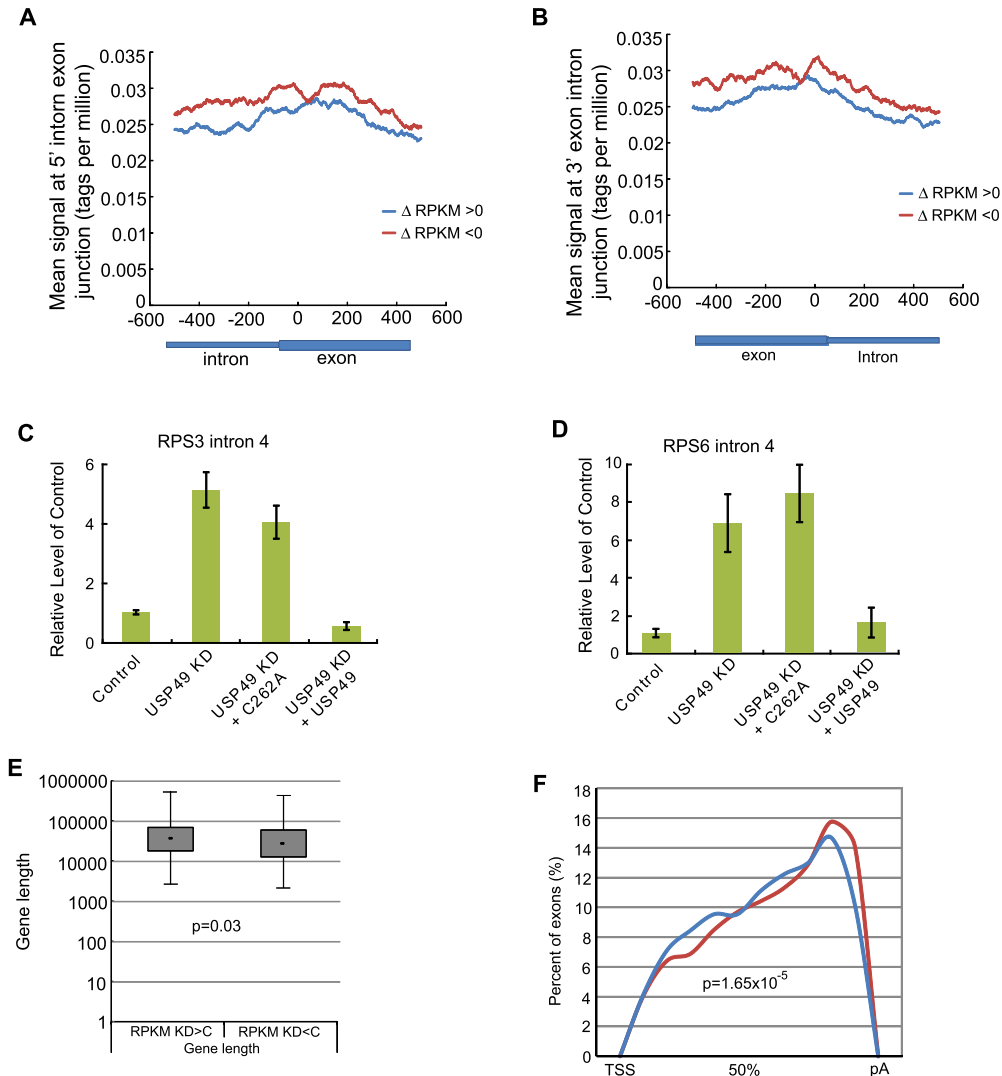 A
Mean signal at 5' intorn exon
junction (tags per million)
0.035
0.03
0.025
0.02
0.015
0.01
0.005
0
-600 -400 -200 0 200 400 600
Δ RPKM >0
Δ RPKM <0
intron exon
B
Mean signal at 3' exon intron
junction (tags per million)
0.035
0.03
0.025
0.02
0.015
0.01
0.005
0
-600 -400 -200 0 200 400 600
Δ RPKM >0
Δ RPKM <0
exon Intron
C
RPS3 intron 4
Relative Level of Control
6
4
2
0
Control
USP49 KD
USP49 KD
+ C262A
USP49 KD
+ USP49
D
RPS6 intron 4
Relative Level of Control
10
8
6
4
2
0
Control
USP49 KD
USP49 KD
+ C262A
USP49 KD
+ USP49
E
Gene length
1000000
100000
10000
1000
100
10
1
p=0.03
RPKM KD>C RPKM KD<C
Gene length
F
Percent of exons (%)
18
16
14
12
10
8
6
4
2
0
p=1.65x10⁻⁵
TSS 50% pA